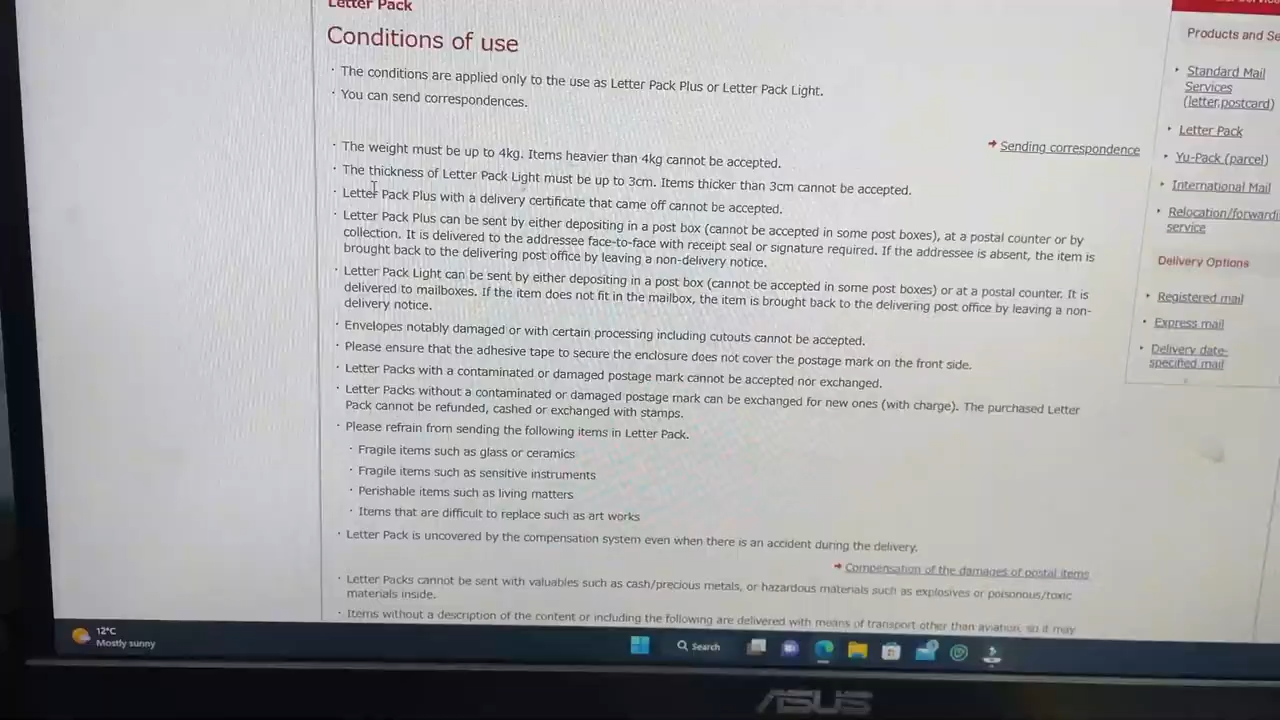 Letter Pack
Conditions of use
· The conditions are applied only to the use as Letter Pack Plus or Letter Pack Light.
· You can send correspondences.
Sending correspondence
· The weight must be up to 4kg. Items heavier than 4kg cannot be accepted.
· The thickness of Letter Pack Light must be up to 3cm. Items thicker than 3cm cannot be accepted.
· Letter Pack Plus with a delivery certificate that came off cannot be accepted.
· Letter Pack Plus can be sent by either depositing in a post box (cannot be accepted in some post boxes), at a postal counter or by
collection. It is delivered to the addressee face-to-face with receipt seal or signature required. If the addressee is absent, the item is
brought back to the delivering post office by leaving a non-delivery notice.
· Letter Pack Light can be sent by either depositing in a post box (cannot be accepted in some post boxes) or at a postal counter. It is
delivered to mailboxes. If the item does not fit in the mailbox, the item is brought back to the delivering post office by leaving a non-
delivery notice.
· Envelopes notably damaged or with certain processing including cutouts cannot be accepted.
· Please ensure that the adhesive tape to secure the enclosure does not cover the postage mark on the front side.
· Letter Packs with a contaminated or damaged postage mark cannot be accepted nor exchanged.
· Letter Packs without a contaminated or damaged postage mark can be exchanged for new ones (with charge). The purchased Letter
Pack cannot be refunded, cashed or exchanged with stamps.
· Please refrain from sending the following items in Letter Pack.
· Fragile items such as glass or ceramics
· Fragile items such as sensitive instruments
· Perishable items such as living matters
· Items that are difficult to replace such as art works
· Letter Pack is uncovered by the compensation system even when there is an accident during the delivery.
Compensation of the damages of postal items
· Letter Packs cannot be sent with valuables such as cash/precious metals, or hazardous materials such as explosives or poisonous/toxic
materials inside.
· Items without a description of the content or including the following are delivered with means of transport other than aviation, so it may
Products and Se
Standard Mail
Services
(letter,postcard)
Letter Pack
Yu-Pack (parcel)
International Mail
Relocation/forwardi
service
Delivery Options
Registered mail
Express mail
Delivery date-
specified mail
12°C
Mostly sunny
Search
ASUS